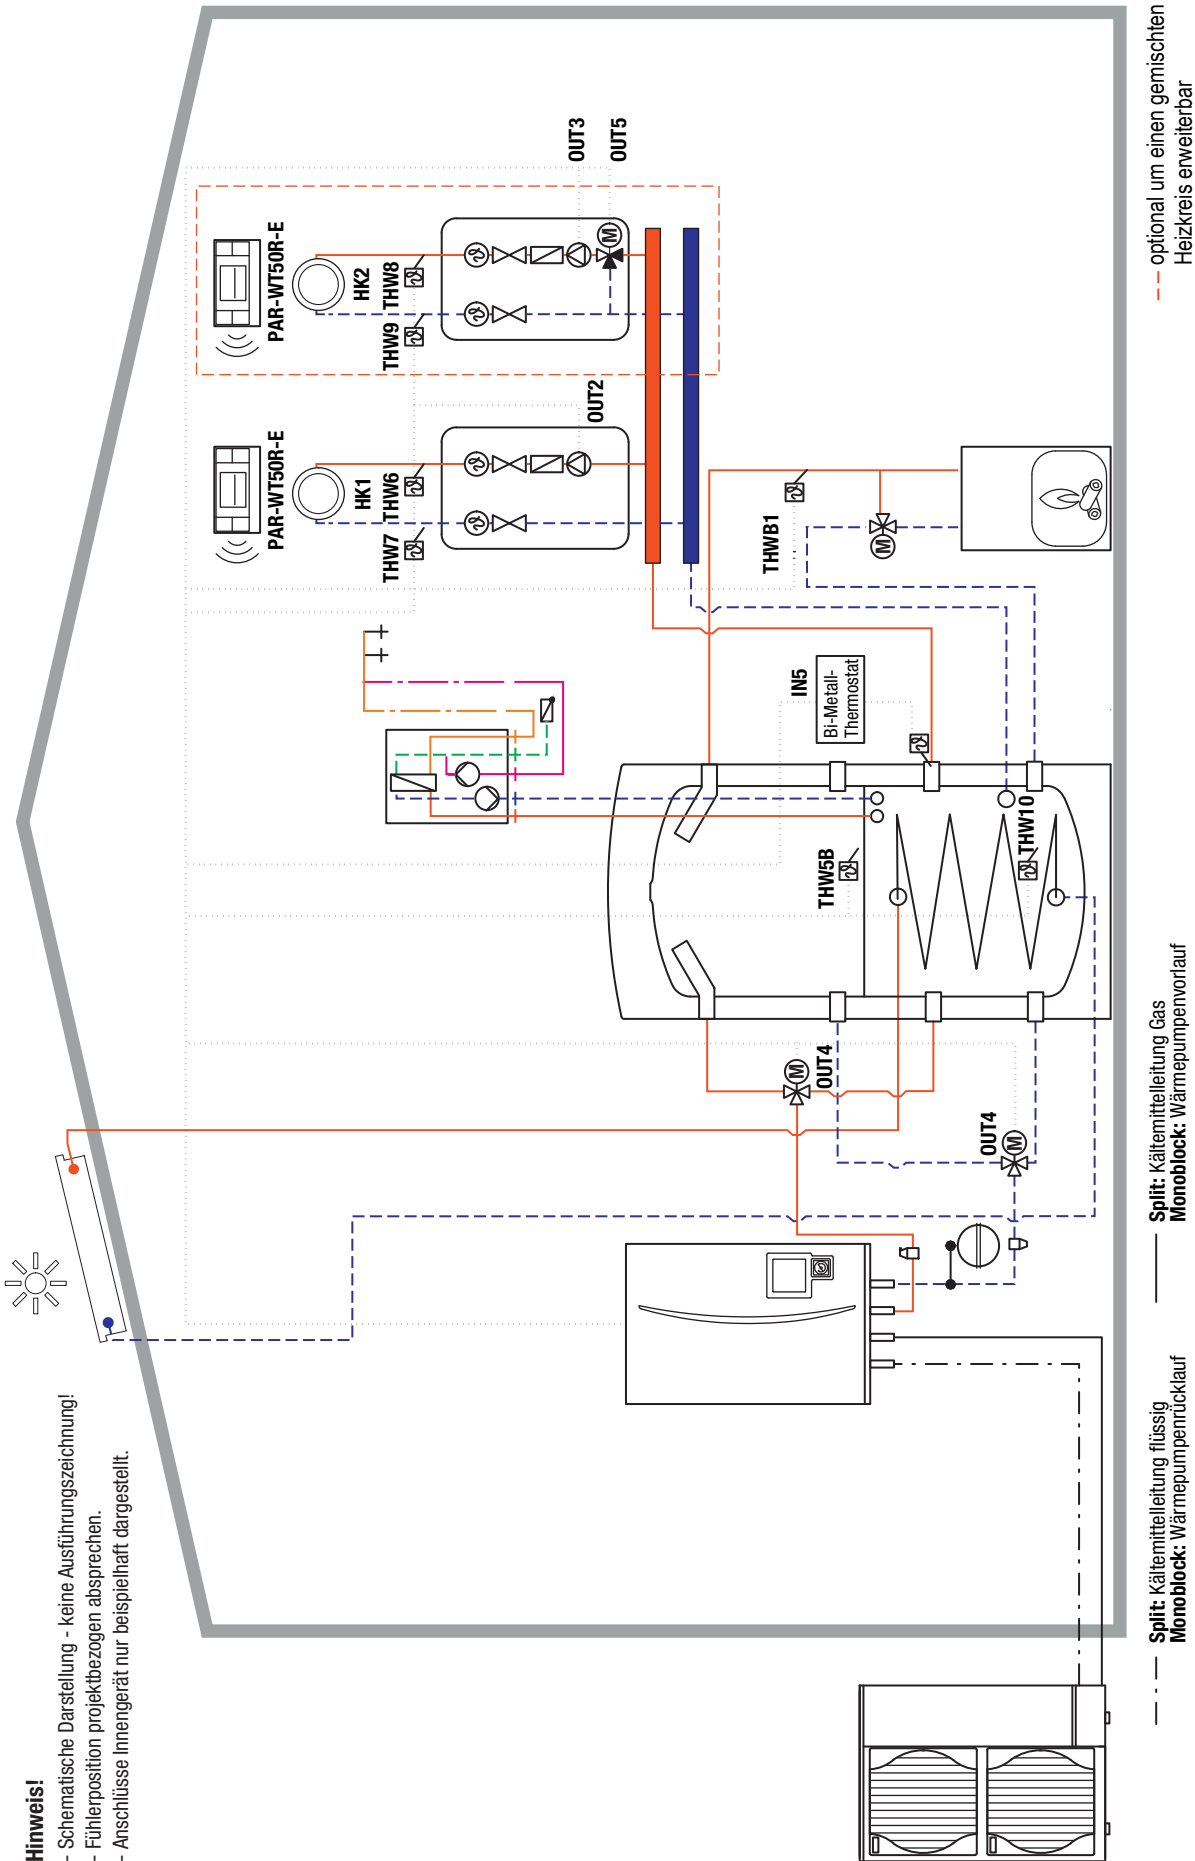 Hinweis!
- Schematische Darstellung - keine Ausführungszeichnung!
- Fühlerposition projektbezogen absprechen.
- Anschlüsse Innengerät nur beispielhaft dargestellt.
PAR-WT50R-E
PAR-WT50R-E
HK1
HK2
THW7
THW6
THW9
THW8
OUT2
OUT3
OUT5
M
IN5
Bi-Metall-
Thermostat
THWB1
M
THW5B
THW10
M
OUT4
OUT4
M
Split: Kältemittelleitung flüssig
Monoblock: Wärmepumpenrücklauf
Split: Kältemittelleitung Gas
Monoblock: Wärmepumpenvorlauf
optional um einen gemischten
Heizkreis erweiterbar